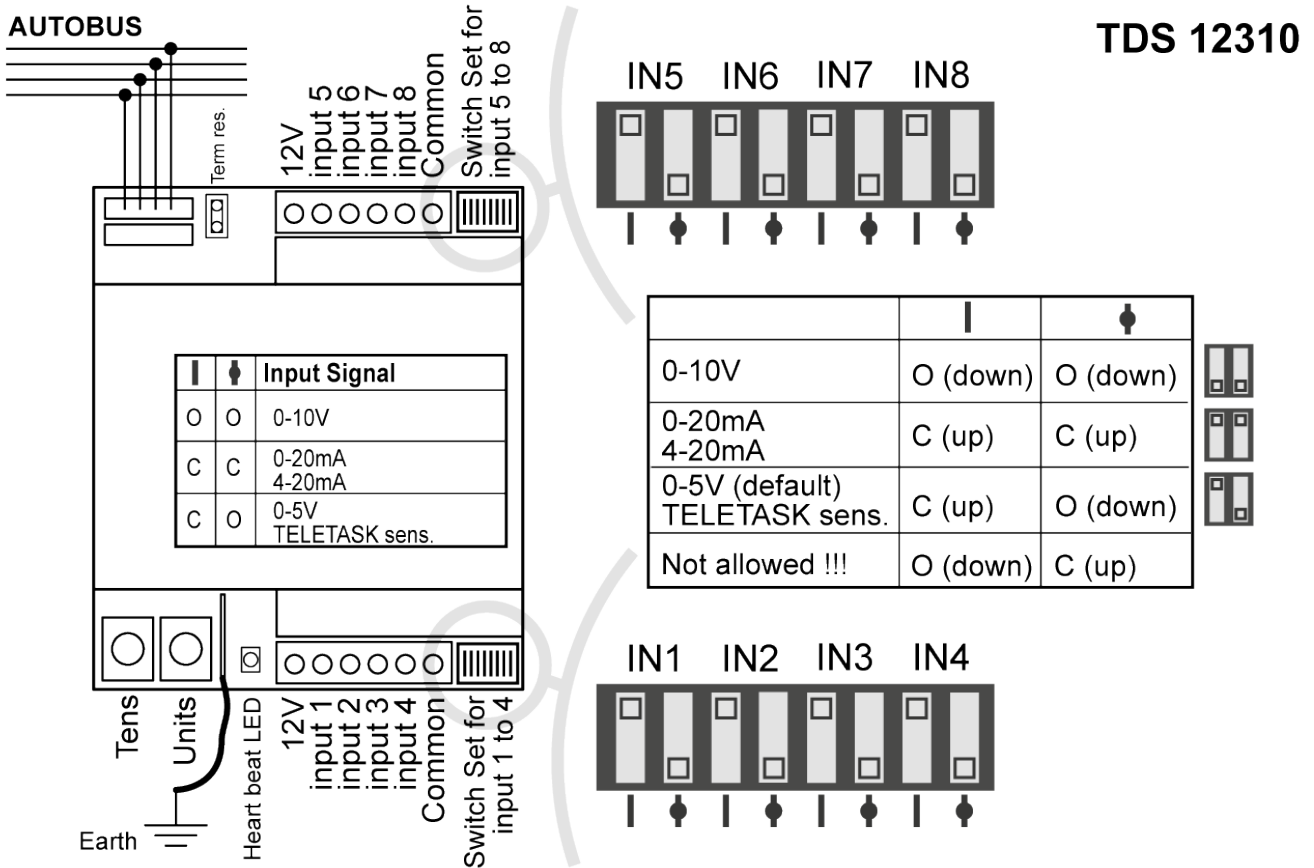 AUTOBUS
TDS 12310
Term res.
12V
input 5
input 6
input 7
input 8
Common
Switch Set for
input 5 to 8
IN5 IN6 IN7 IN8
Input Signal
O O 0-10V
C C 0-20mA
4-20mA
C O 0-5V
TELETASK sens.
0-10V O (down) O (down)
0-20mA
4-20mA C (up) C (up)
0-5V (default)
TELETASK sens. C (up) O (down)
Not allowed !!! O (down) C (up)
IN1 IN2 IN3 IN4
Tens
Units
Heart beat LED
12V
input 1
input 2
input 3
input 4
Common
Switch Set for
input 1 to 4
Earth